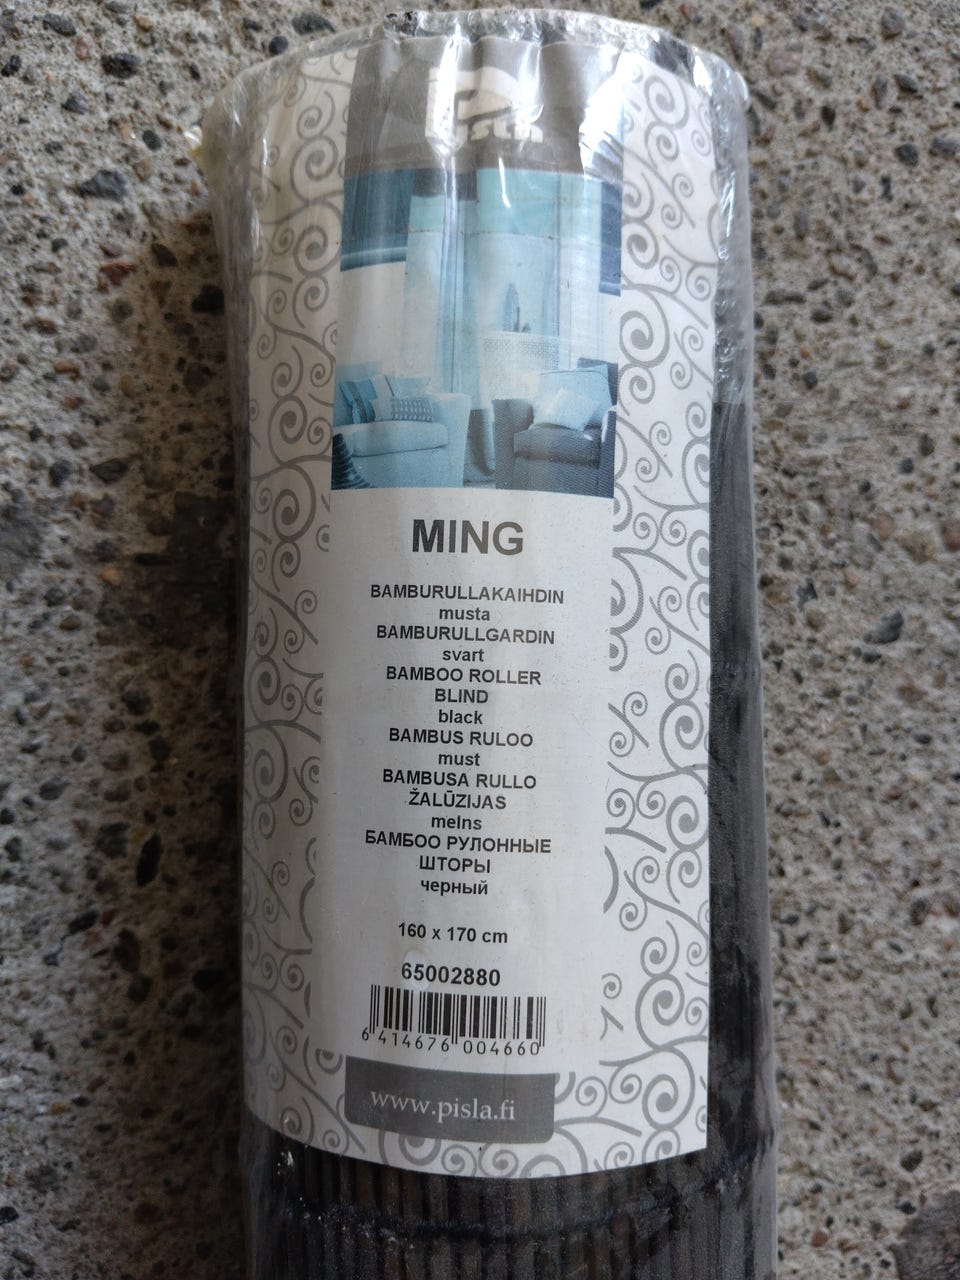 MING
BAMBURULLAKAIHDIN
musta
BAMBURULLGARDIN
svart
BAMBOO ROLLER
BLIND
black
BAMBUS RULOO
must
BAMBUSA RULLO
ŽALŪZIJAS
melns
БАМБОО РУЛОННЫЕ
ШТОРЫ
черный
160 x 170 cm
65002880
6 414676 004660
www.pisla.fi